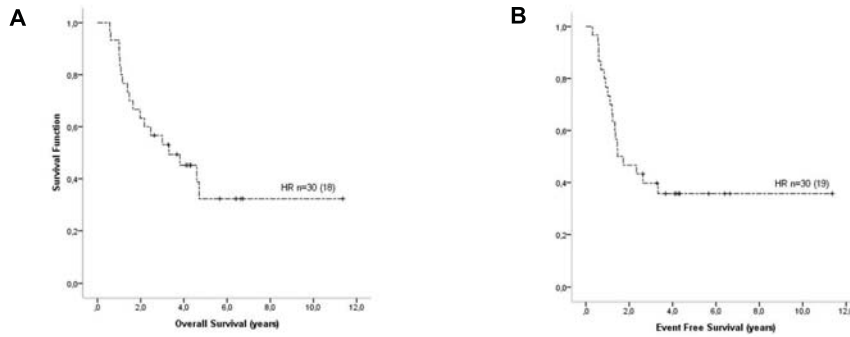 A
Survival Function
1,0
0,8
0,6
0,4
0,2
0,0
HR n=30 (18)
,0 2,0 4,0 6,0 8,0 10,0 12,0
Overall Survival (years)
B
1,0
0,8
0,6
0,4
0,2
0,0
HR n=30 (19)
,0 2,0 4,0 6,0 8,0 10,0 12,0
Event Free Survival (years)